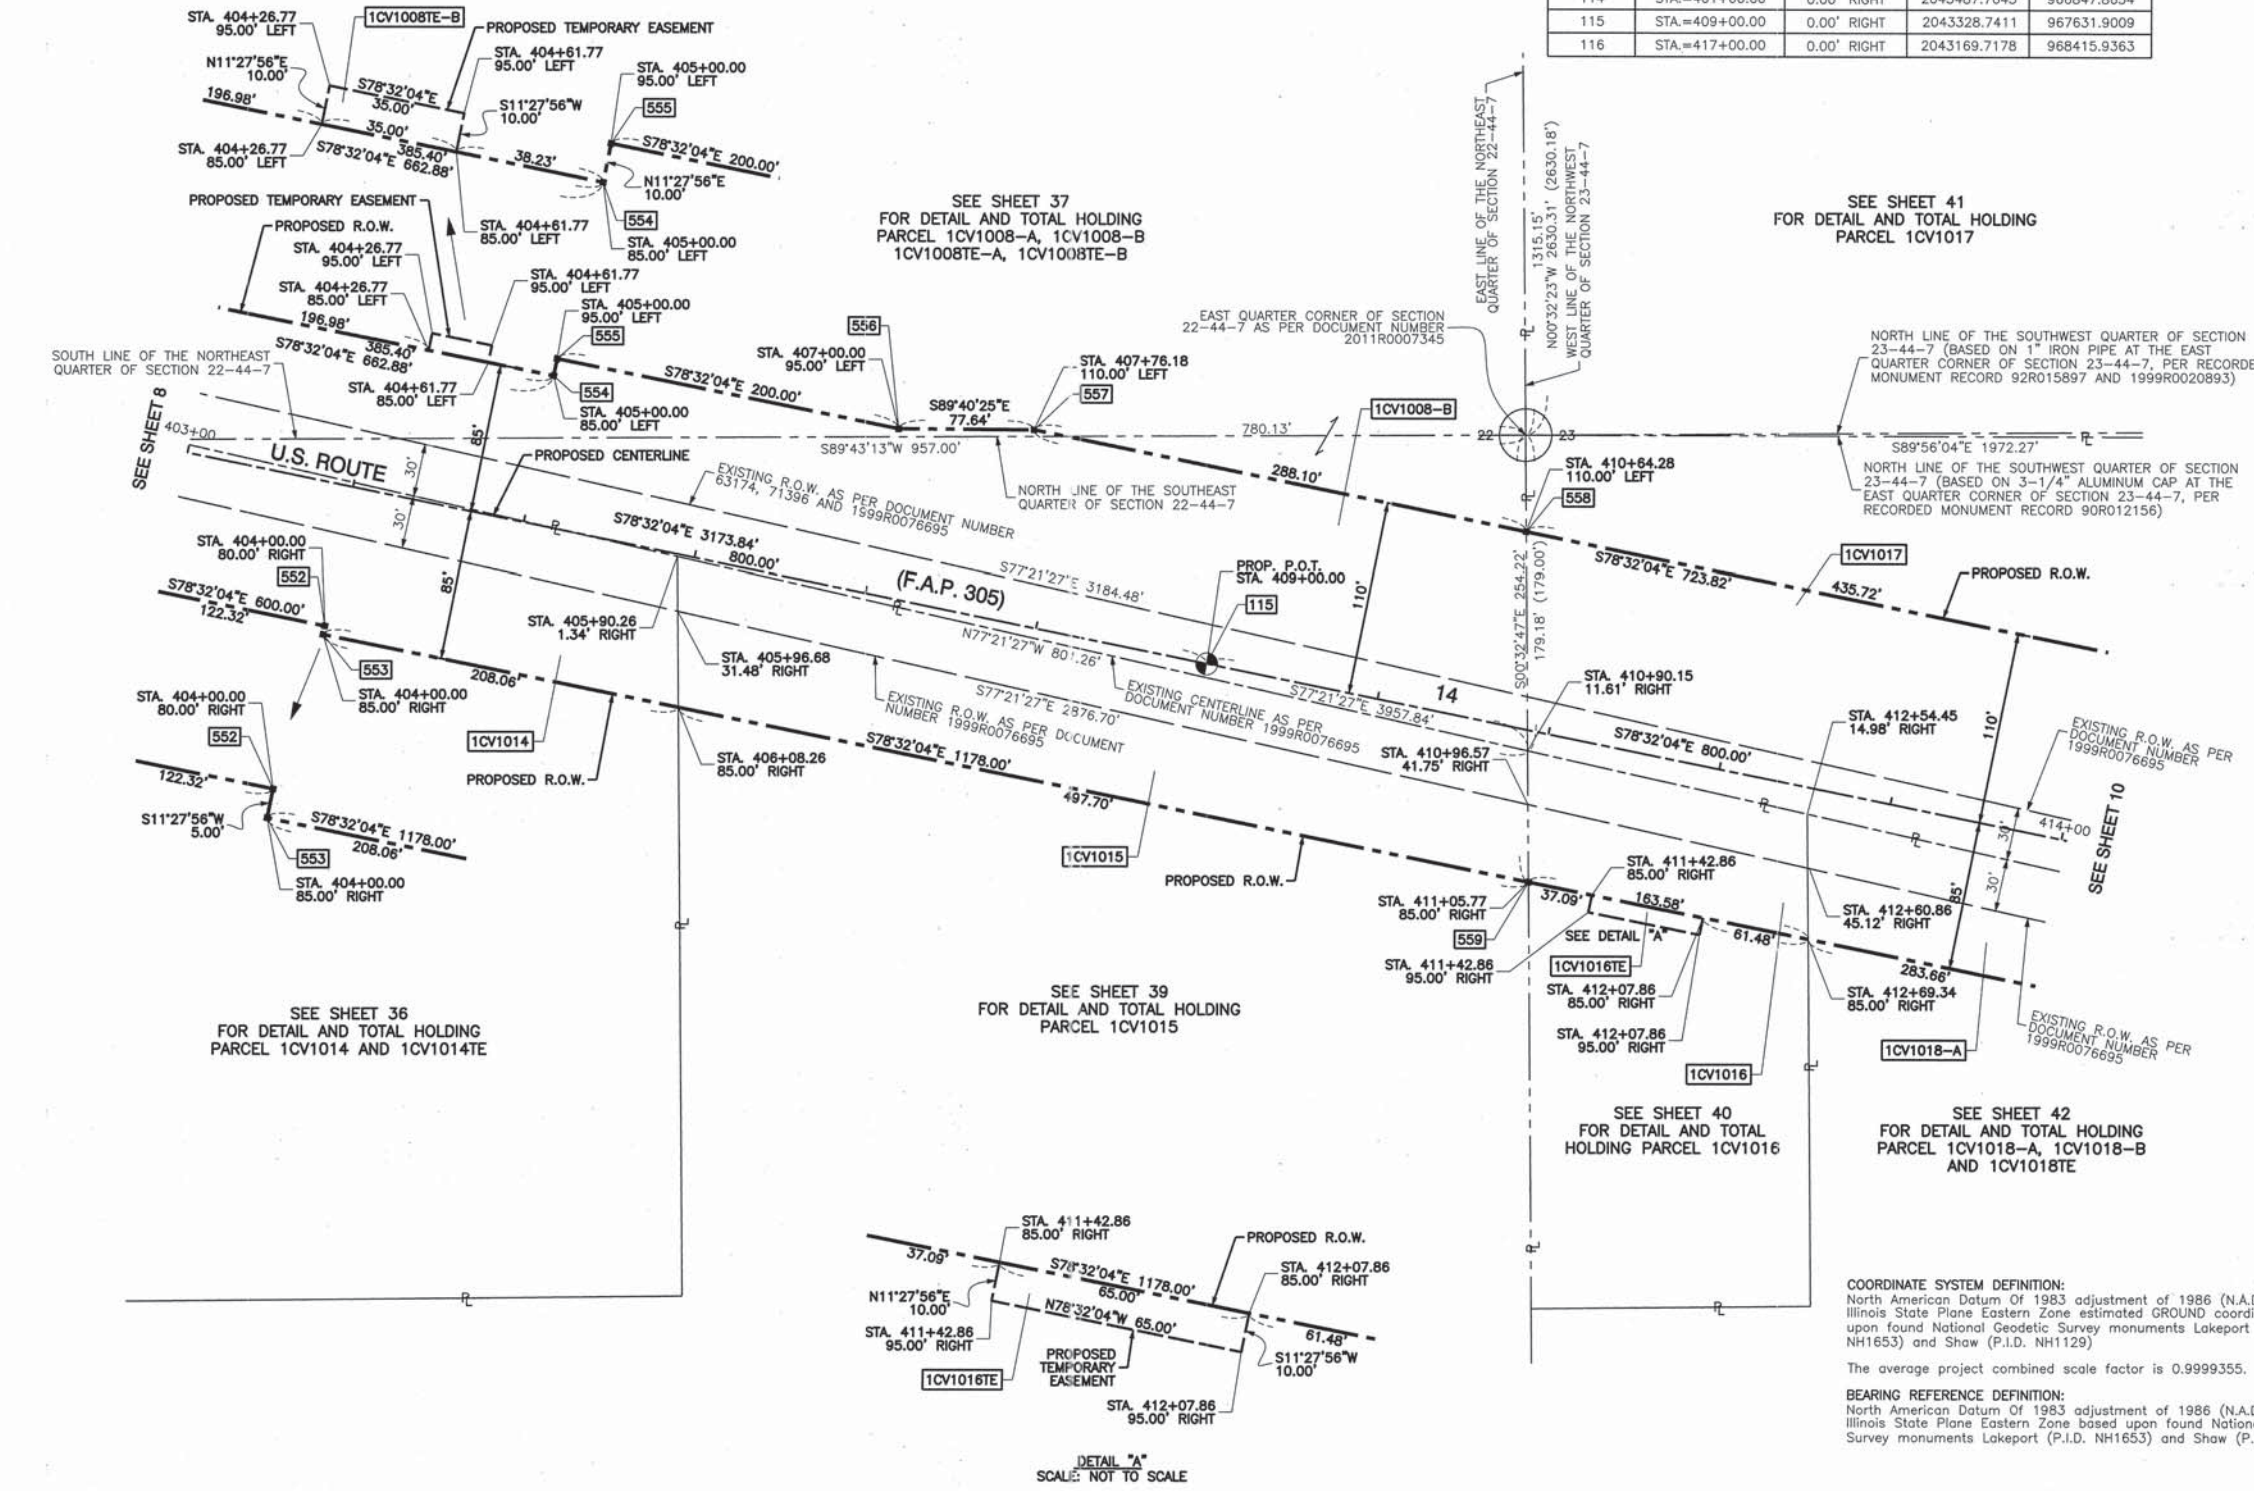 115 STA.=409+00.00 0.00' RIGHT 2043328.7411 967631.9009
116 STA.=417+00.00 0.00' RIGHT 2043169.7178 968415.9363
STA. 404+26.77
95.00' LEFT
1CV1008TE-B
PROPOSED TEMPORARY EASEMENT
STA. 404+61.77
95.00' LEFT
N11°27'56"E
10.00'
S78°32'04"E
35.00'
196.98'
STA. 405+00.00
95.00' LEFT
555
S11°27'56"W
10.00'
35.00'
385.40'
S78°32'04"E 662.88'
38.23'
S78°32'04"E 200.00'
STA. 404+26.77
85.00' LEFT
N11°27'56"E
10.00'
554
STA. 404+61.77
85.00' LEFT
STA. 405+00.00
85.00' LEFT
PROPOSED TEMPORARY EASEMENT
PROPOSED R.O.W.
STA. 404+26.77
95.00' LEFT
STA. 404+26.77
85.00' LEFT
STA. 404+61.77
95.00' LEFT
STA. 405+00.00
95.00' LEFT
555
196.98'
385.40'
S78°32'04"E 662.88'
STA. 404+61.77
85.00' LEFT
554
STA. 405+00.00
85.00' LEFT
SEE SHEET 37
FOR DETAIL AND TOTAL HOLDING
PARCEL 1CV1008-A, 1CV1008-B
1CV1008TE-A, 1CV1008TE-B
SEE SHEET 41
FOR DETAIL AND TOTAL HOLDING
PARCEL 1CV1017
EAST LINE OF THE NORTHEAST
QUARTER OF SECTION 22-44-7
1315.15'
N00°32'23"W 2630.31' (2630.18')
WEST LINE OF THE NORTHWEST
QUARTER OF SECTION 23-44-7
EAST QUARTER CORNER OF SECTION
22-44-7 AS PER DOCUMENT NUMBER
2011R0007345
NORTH LINE OF THE SOUTHWEST QUARTER OF SECTION
23-44-7 (BASED ON 1" IRON PIPE AT THE EAST
QUARTER CORNER OF SECTION 23-44-7, PER RECORDE
MONUMENT RECORD 92R015897 AND 1999R0020893)
SOUTH LINE OF THE NORTHEAST
QUARTER OF SECTION 22-44-7
556
STA. 407+00.00
95.00' LEFT
S78°32'04"E 200.00'
S89°40'25"E
77.64'
STA. 407+76.18
110.00' LEFT
557
1CV1008-B
780.13'
22 23
S89°43'13"W 957.00'
S89°56'04"E 1972.27'
NORTH LINE OF THE SOUTHWEST QUARTER OF SECTION
23-44-7 (BASED ON 3-1/4" ALUMINUM CAP AT THE
EAST QUARTER CORNER OF SECTION 23-44-7, PER
RECORDED MONUMENT RECORD 90R012156)
SEE SHEET 8
403+00
U.S. ROUTE
PROPOSED CENTERLINE
85'
30'
30'
85'
EXISTING R.O.W. AS PER DOCUMENT NUMBER
63174, 71396 AND 1999R0076695
NORTH LINE OF THE SOUTHEAST
QUARTER OF SECTION 22-44-7
288.10'
STA. 410+64.28
110.00' LEFT
558
S78°32'04"E 3173.84'
800.00'
(F.A.P. 305)
S77°21'27"E 3184.48'
PROP. P.O.T.
STA. 409+00.00
115
110'
S00°32'47"E 254.22'
179.18' (179.00')
S78°32'04"E 723.82'
1CV1017
435.72'
PROPOSED R.O.W.
STA. 404+00.00
80.00' RIGHT
552
S78°32'04"E 600.00'
122.32'
553
STA. 404+00.00
85.00' RIGHT
208.06'
STA. 405+90.26
1.34' RIGHT
STA. 405+96.68
31.48' RIGHT
N77°21'27"W 801.26'
S77°21'27"E 2876.70'
EXISTING R.O.W. AS PER DOCUMENT
NUMBER 1999R0076695
EXISTING CENTERLINE AS PER
DOCUMENT NUMBER 1999R0076695
S77°21'27"E 3957.84'
14
STA. 410+90.15
11.61' RIGHT
STA. 410+96.57
41.75' RIGHT
S78°32'04"E 800.00'
STA. 412+54.45
14.98' RIGHT
110'
EXISTING R.O.W. AS PER
DOCUMENT NUMBER
1999R0076695
414+00
SEE SHEET 10
30'
30'
85'
STA. 404+00.00
80.00' RIGHT
552
122.32'
S11°27'56"W
5.00'
S78°32'04"E 1178.00'
208.06'
553
STA. 404+00.00
85.00' RIGHT
1CV1014
PROPOSED R.O.W.
STA. 406+08.26
85.00' RIGHT
S78°32'04"E 1178.00'
497.70'
1CV1015
PROPOSED R.O.W.
STA. 411+05.77
85.00' RIGHT
559
37.09'
STA. 411+42.86
85.00' RIGHT
163.58'
SEE DETAIL "A"
61.48'
STA. 411+42.86
95.00' RIGHT
1CV1016TE
STA. 412+07.86
85.00' RIGHT
STA. 412+07.86
95.00' RIGHT
1CV1016
STA. 412+60.86
45.12' RIGHT
283.66'
STA. 412+69.34
85.00' RIGHT
1CV1018-A
EXISTING R.O.W. AS PER
DOCUMENT NUMBER
1999R0076695
SEE SHEET 36
FOR DETAIL AND TOTAL HOLDING
PARCEL 1CV1014 AND 1CV1014TE
SEE SHEET 39
FOR DETAIL AND TOTAL HOLDING
PARCEL 1CV1015
SEE SHEET 40
FOR DETAIL AND TOTAL
HOLDING PARCEL 1CV1016
SEE SHEET 42
FOR DETAIL AND TOTAL HOLDING
PARCEL 1CV1018-A, 1CV1018-B
AND 1CV1018TE
STA. 411+42.86
85.00' RIGHT
37.09'
PROPOSED R.O.W.
S78°32'04"E 1178.00'
65.00'
STA. 412+07.86
85.00' RIGHT
N11°27'56"E
10.00'
N78°32'04"W 65.00'
STA. 411+42.86
95.00' RIGHT
61.48'
S11°27'56"W
10.00'
PROPOSED
TEMPORARY
EASEMENT
1CV1016TE
STA. 412+07.86
95.00' RIGHT
DETAIL "A"
SCALE: NOT TO SCALE
COORDINATE SYSTEM DEFINITION:
North American Datum Of 1983 adjustment of 1986 (N.A.D
Illinois State Plane Eastern Zone estimated GROUND coordi
upon found National Geodetic Survey monuments Lakeport
NH1653) and Shaw (P.I.D. NH1129)
The average project combined scale factor is 0.9999355.
BEARING REFERENCE DEFINITION:
North American Datum Of 1983 adjustment of 1986 (N.A.D
Illinois State Plane Eastern Zone based upon found Nation
Survey monuments Lakeport (P.I.D. NH1653) and Shaw (P.